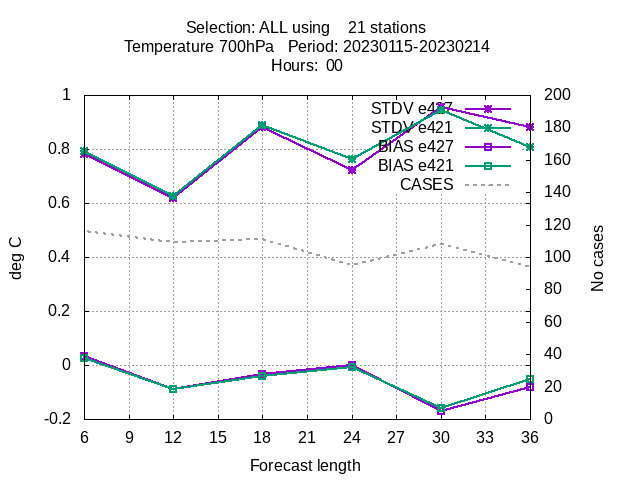 Selection: ALL using    21 stations
Temperature 700hPa   Period: 20230115-20230214
Hours:  00
STDV e427
STDV e421
BIAS e427
BIAS e421
CASES
1
0.8
0.6
0.4
0.2
0
-0.2
deg C
200
180
160
140
120
100
80
60
40
20
0
No cases
6 9 12 15 18 21 24 27 30 33 36
Forecast length